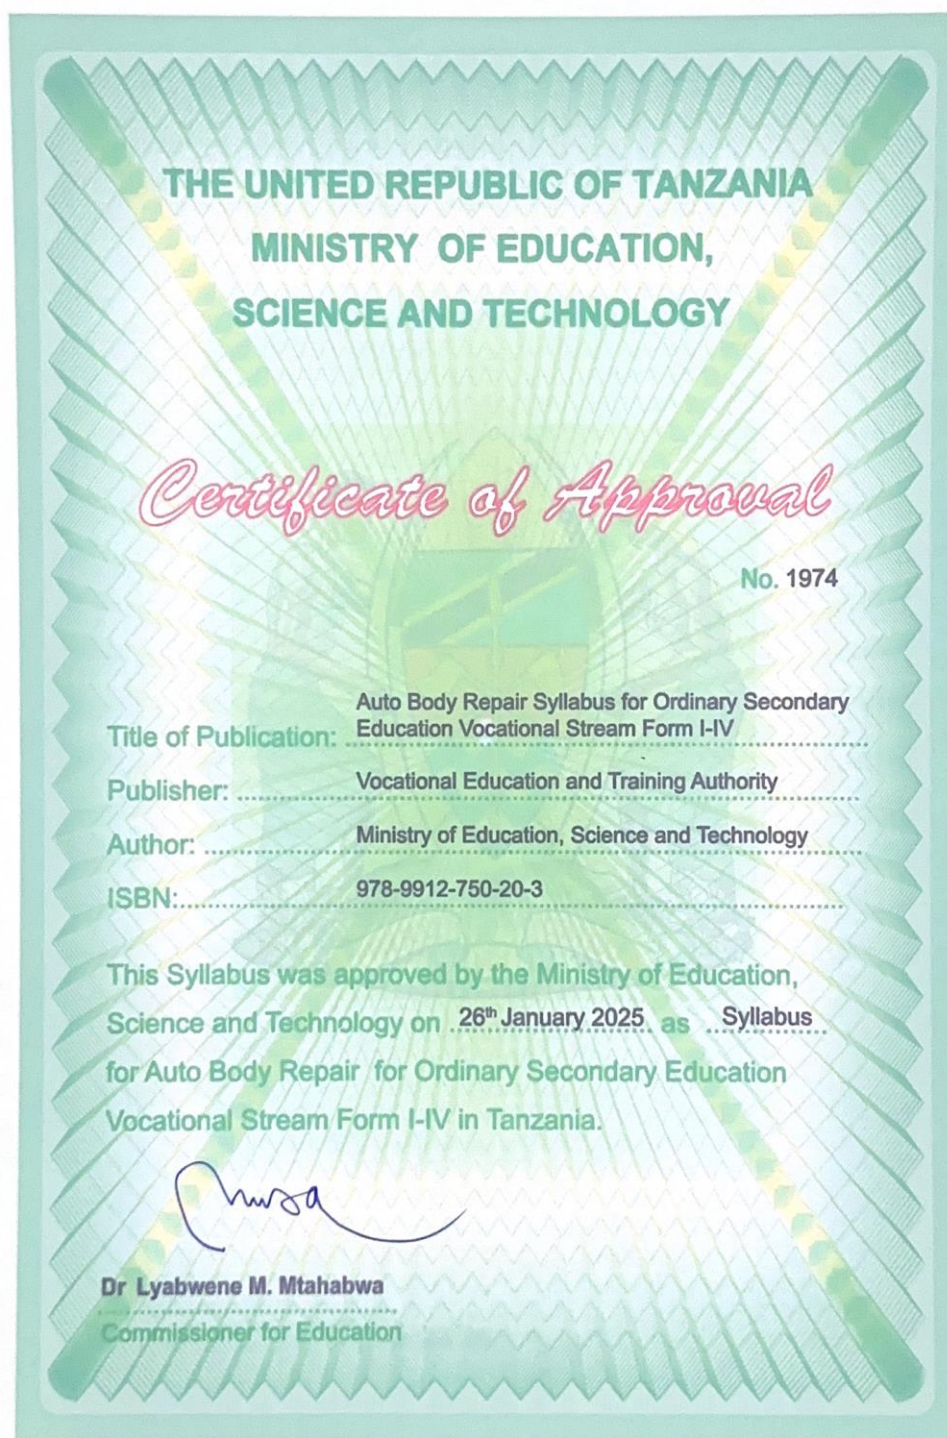 THE UNITED REPUBLIC OF TANZANIA
MINISTRY OF EDUCATION,
SCIENCE AND TECHNOLOGY
Certificate of Approval
No. 1974
Title of Publication: Auto Body Repair Syllabus for Ordinary Secondary
Education Vocational Stream Form I-IV
Publisher: Vocational Education and Training Authority
Author: Ministry of Education, Science and Technology
ISBN: 978-9912-750-20-3
This Syllabus was approved by the Ministry of Education,
Science and Technology on 26th January 2025 as Syllabus
for Auto Body Repair for Ordinary Secondary Education
Vocational Stream Form I-IV in Tanzania.
Dr Lyabwene M. Mtahabwa
Commissioner for Education